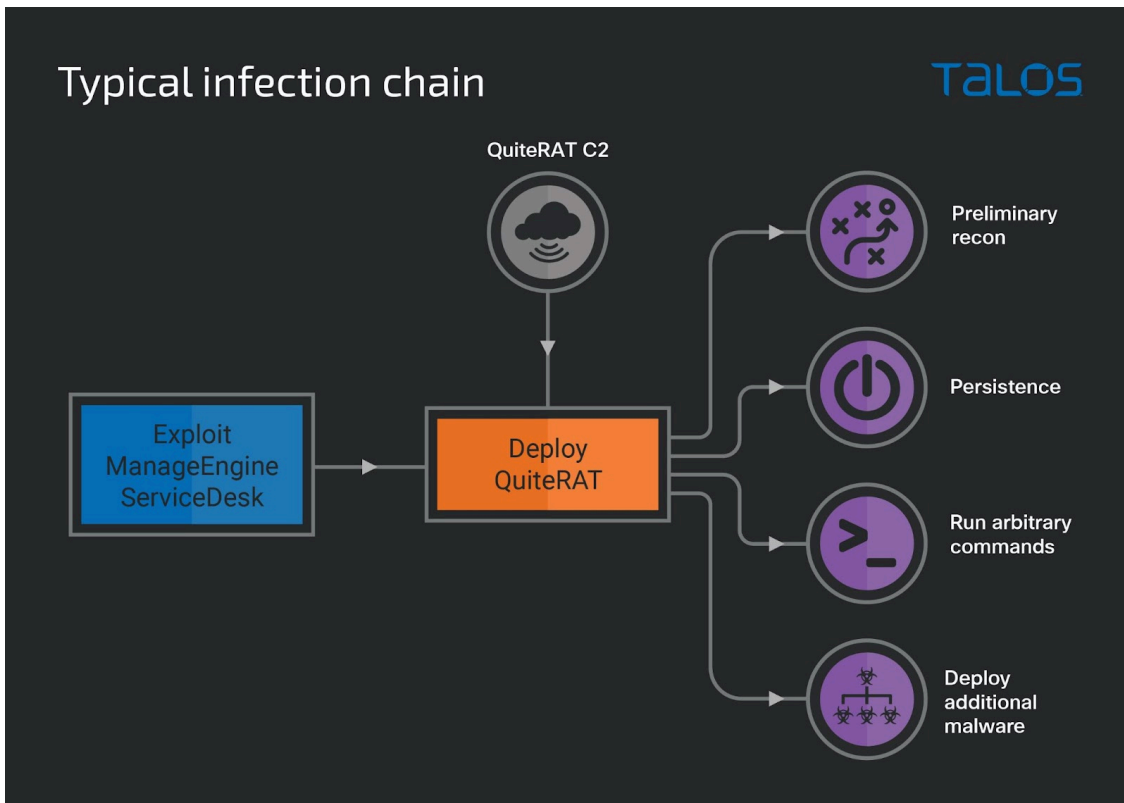 Typical infection chain
TALOS
QuiteRAT C2
Preliminary
recon
Persistence
Exploit
ManageEngine
ServiceDesk
Deploy
QuiteRAT
Run arbitrary
commands
>_
Deploy
additional
malware